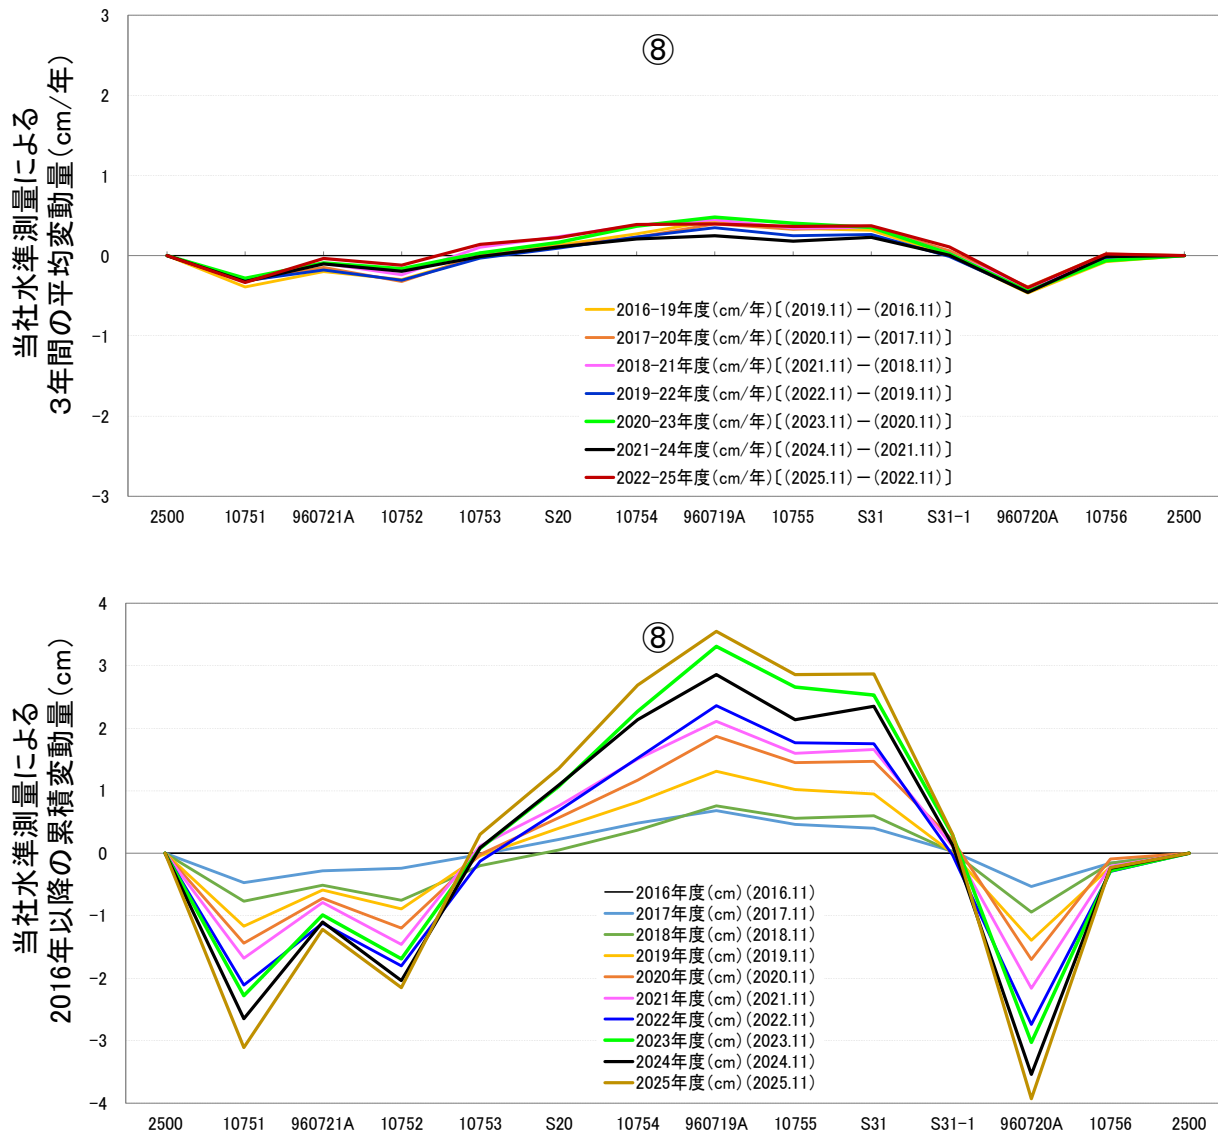 当社水準測量による
3年間の平均変動量(cm/年)
3
2
1
0
-1
-2
-3
⑧
2016-19年度(cm/年)〔(2019.11)-(2016.11)〕
2017-20年度(cm/年)〔(2020.11)-(2017.11)〕
2018-21年度(cm/年)〔(2021.11)-(2018.11)〕
2019-22年度(cm/年)〔(2022.11)-(2019.11)〕
2020-23年度(cm/年)〔(2023.11)-(2020.11)〕
2021-24年度(cm/年)〔(2024.11)-(2021.11)〕
2022-25年度(cm/年)〔(2025.11)-(2022.11)〕
2500 10751 960721A 10752 10753 S20 10754 960719A 10755 S31 S31-1 960720A 10756 2500
当社水準測量による
2016年以降の累積変動量(cm)
4
3
2
1
0
-1
-2
-3
-4
⑧
2016年度(cm)(2016.11)
2017年度(cm)(2017.11)
2018年度(cm)(2018.11)
2019年度(cm)(2019.11)
2020年度(cm)(2020.11)
2021年度(cm)(2021.11)
2022年度(cm)(2022.11)
2023年度(cm)(2023.11)
2024年度(cm)(2024.11)
2025年度(cm)(2025.11)
2500 10751 960721A 10752 10753 S20 10754 960719A 10755 S31 S31-1 960720A 10756 2500